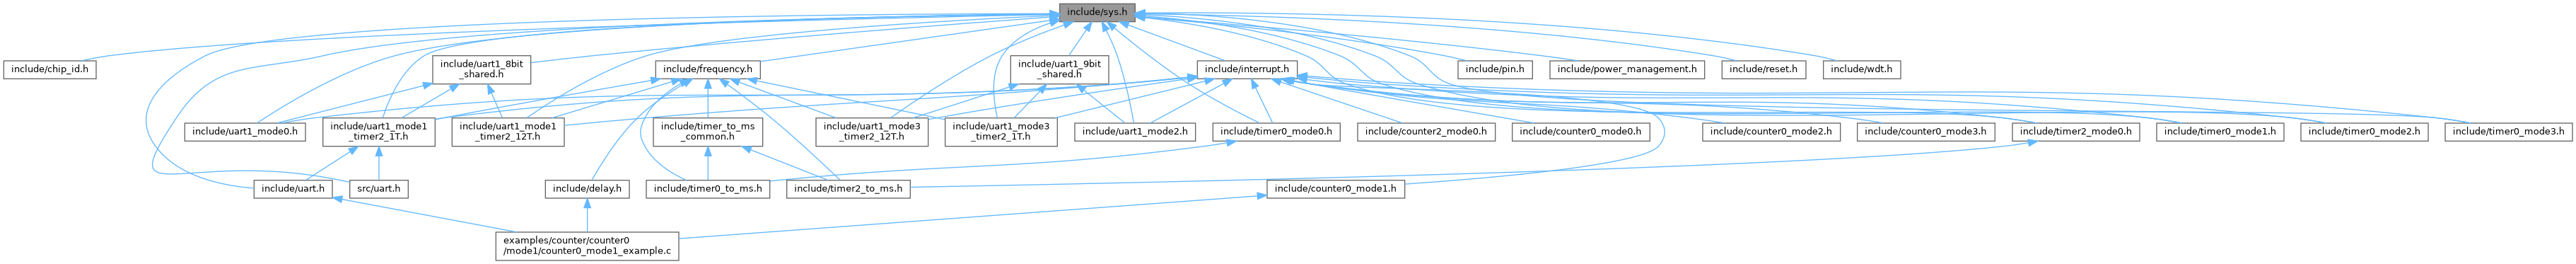 include/sys.h
include/chip_id.h
include/uart1_8bit
_shared.h
include/frequency.h
include/uart1_9bit
_shared.h
include/interrupt.h
include/pin.h
include/power_management.h
include/reset.h
include/wdt.h
include/uart1_mode0.h
include/uart1_mode1
_timer2_1T.h
include/uart1_mode1
_timer2_12T.h
include/timer_to_ms
_common.h
include/uart1_mode3
_timer2_12T.h
include/uart1_mode3
_timer2_1T.h
include/uart1_mode2.h
include/timer0_mode0.h
include/counter2_mode0.h
include/counter0_mode0.h
include/counter0_mode2.h
include/counter0_mode3.h
include/timer2_mode0.h
include/timer0_mode1.h
include/timer0_mode2.h
include/timer0_mode3.h
include/uart.h
src/uart.h
include/delay.h
include/timer0_to_ms.h
include/timer2_to_ms.h
include/counter0_mode1.h
examples/counter/counter0
/mode1/counter0_mode1_example.c